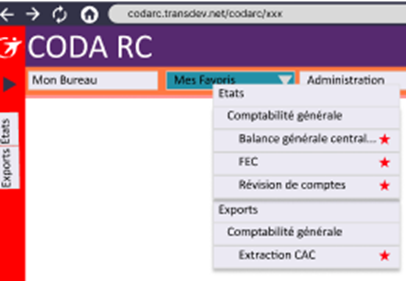 codarc.transdev.net/codarc/xxx
CODA RC
Mon Bureau
Mes Favoris
Administration
Etats
Comptabilité générale
Balance générale central...
FEC
Révision de comptes
Exports
Comptabilité générale
Extraction CAC
Etats
Exports